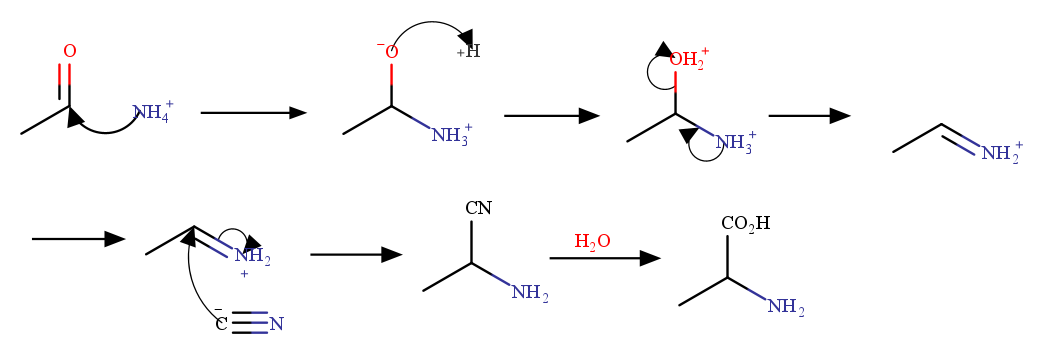 O
NH4+
−O
+H
NH3+
OH2+
NH3+
NH2+
NH2
+
−
C N
CN
NH2
H2O
CO2H
NH2